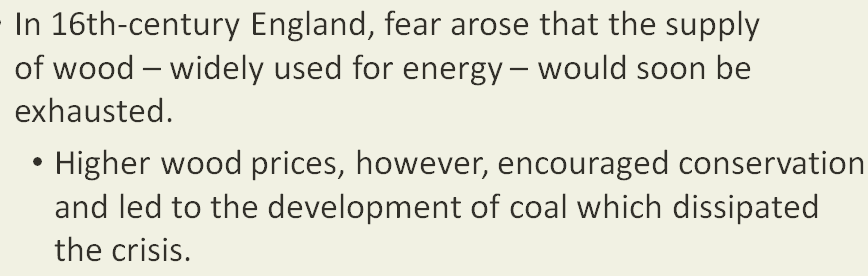 • In 16th-century England, fear arose that the supply
of wood – widely used for energy – would soon be
exhausted.
• Higher wood prices, however, encouraged conservation
and led to the development of coal which dissipated
the crisis.